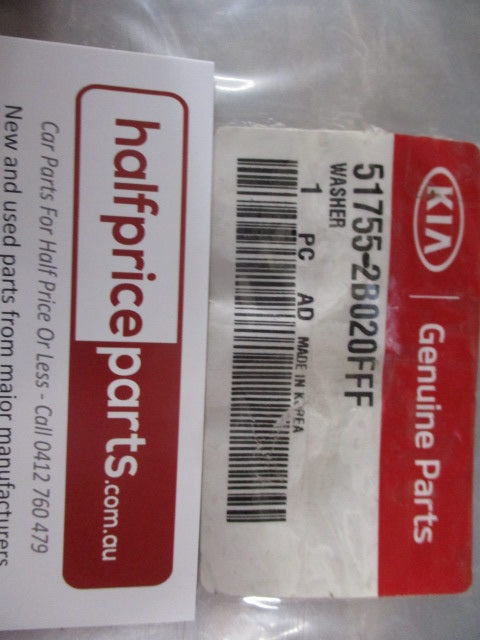 KIA
Genuine Parts
51755-2B020FFF
WASHER
1 PC AD MADE IN KOREA
halfpriceparts.com.au
Car Parts For Half Price Or Less - Call 0412 760 479
New and used parts from major manufacturers